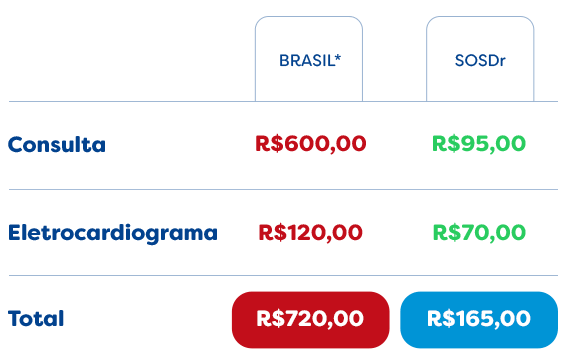 BRASIL* SOSDr
Consulta R$600,00 R$95,00
Eletrocardiograma R$120,00 R$70,00
Total R$720,00 R$165,00